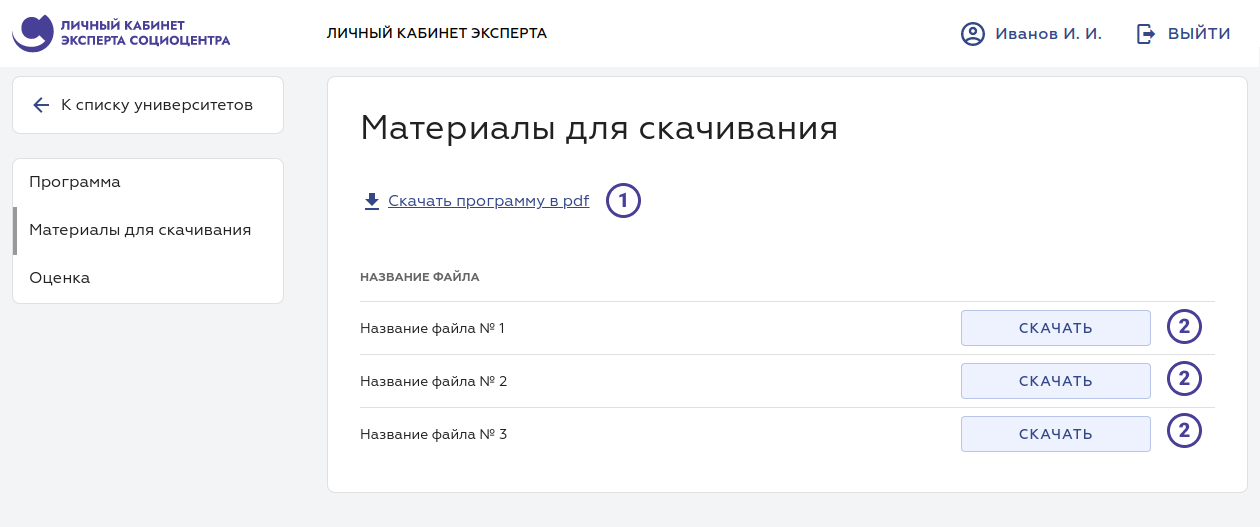 ЛИЧНЫЙ КАБИНЕТ
ЭКСПЕРТА СОЦИОЦЕНТРА
ЛИЧНЫЙ КАБИНЕТ ЭКСПЕРТА
Иванов И. И.
ВЫЙТИ
К списку университетов
Программа
Материалы для скачивания
Оценка
Материалы для скачивания
Скачать программу в pdf 1
НАЗВАНИЕ ФАЙЛА
Название файла № 1 СКАЧАТЬ 2
Название файла № 2 СКАЧАТЬ 2
Название файла № 3 СКАЧАТЬ 2